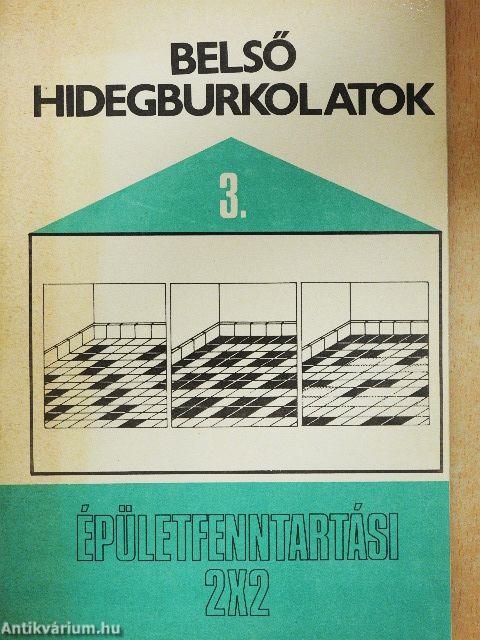 BELSŐ
HIDEGBURKOLATOK
3.
ÉPÜLETFENNTARTÁSI
2X2
Antikvárium.hu